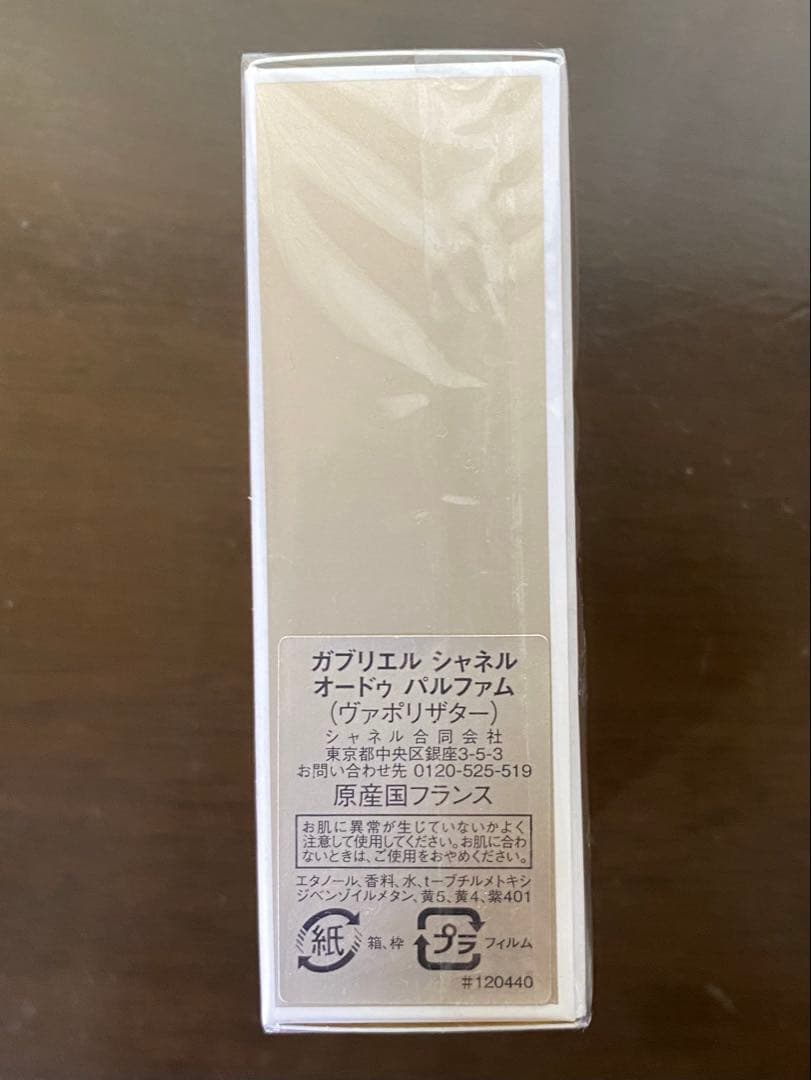 ガブリエル シャネル
オードゥ パルファム
(ヴァポリザター)
シャネル合同会社
東京都中央区銀座3-5-3
お問い合わせ先 0120-525-519
原産国フランス
お肌に異常が生じていないかよく
注意して使用してください。お肌に合わ
ないときは、ご使用をおやめください。
エタノール、香料、水、t-ブチルメトキシ
ジベンゾイルメタン、黄5、黄4、紫401
紙 箱、枠 プラ フィルム
#120440